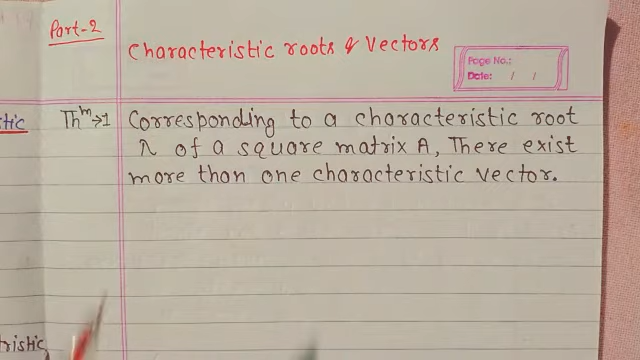 Part-2
Characteristic roots & Vectors
Page No.:
Date: / /
stic
Thm→1 Corresponding to a characteristic root
λ of a square matrix A, There exist
more than one characteristic vector.
ristic